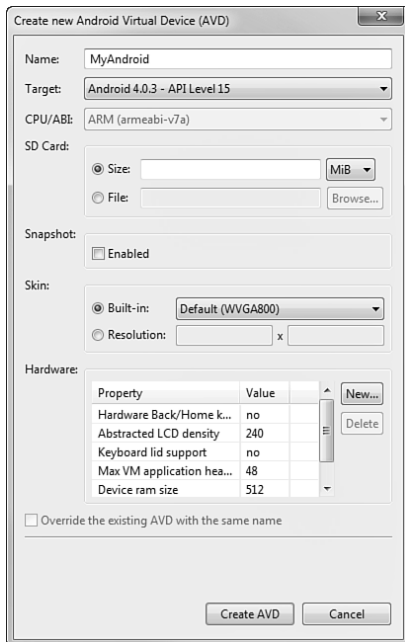 Create new Android Virtual Device (AVD)
Name: MyAndroid
Target: Android 4.0.3 - API Level 15
CPU/ABI: ARM (armeabi-v7a)
SD Card:
Size: MiB
File: Browse...
Snapshot:
Enabled
Skin:
Built-in: Default (WVGA800)
Resolution: x
Hardware:
Property Value New...
Hardware Back/Home k... no
Abstracted LCD density 240 Delete
Keyboard lid support no
Max VM application hea... 48
Device ram size 512
Override the existing AVD with the same name
Create AVD Cancel